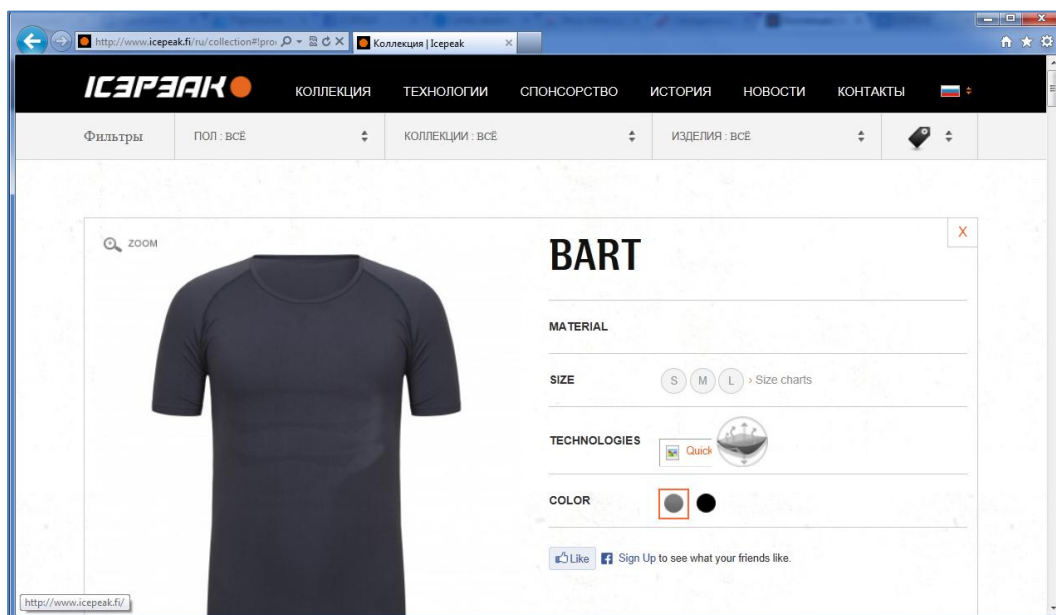 http://www.icepeak.fi/ru/collection#!pro
Коллекция | Icepeak
ICEPEAK
КОЛЛЕКЦИЯ
ТЕХНОЛОГИИ
СПОНСОРСТВО
ИСТОРИЯ
НОВОСТИ
КОНТАКТЫ
Фильтры
ПОЛ : ВСЁ
КОЛЛЕКЦИИ : ВСЁ
ИЗДЕЛИЯ : ВСЁ
ZOOM
X
BART
MATERIAL
SIZE
S M L › Size charts
TECHNOLOGIES
Quick
COLOR
Like Sign Up to see what your friends like.
http://www.icepeak.fi/